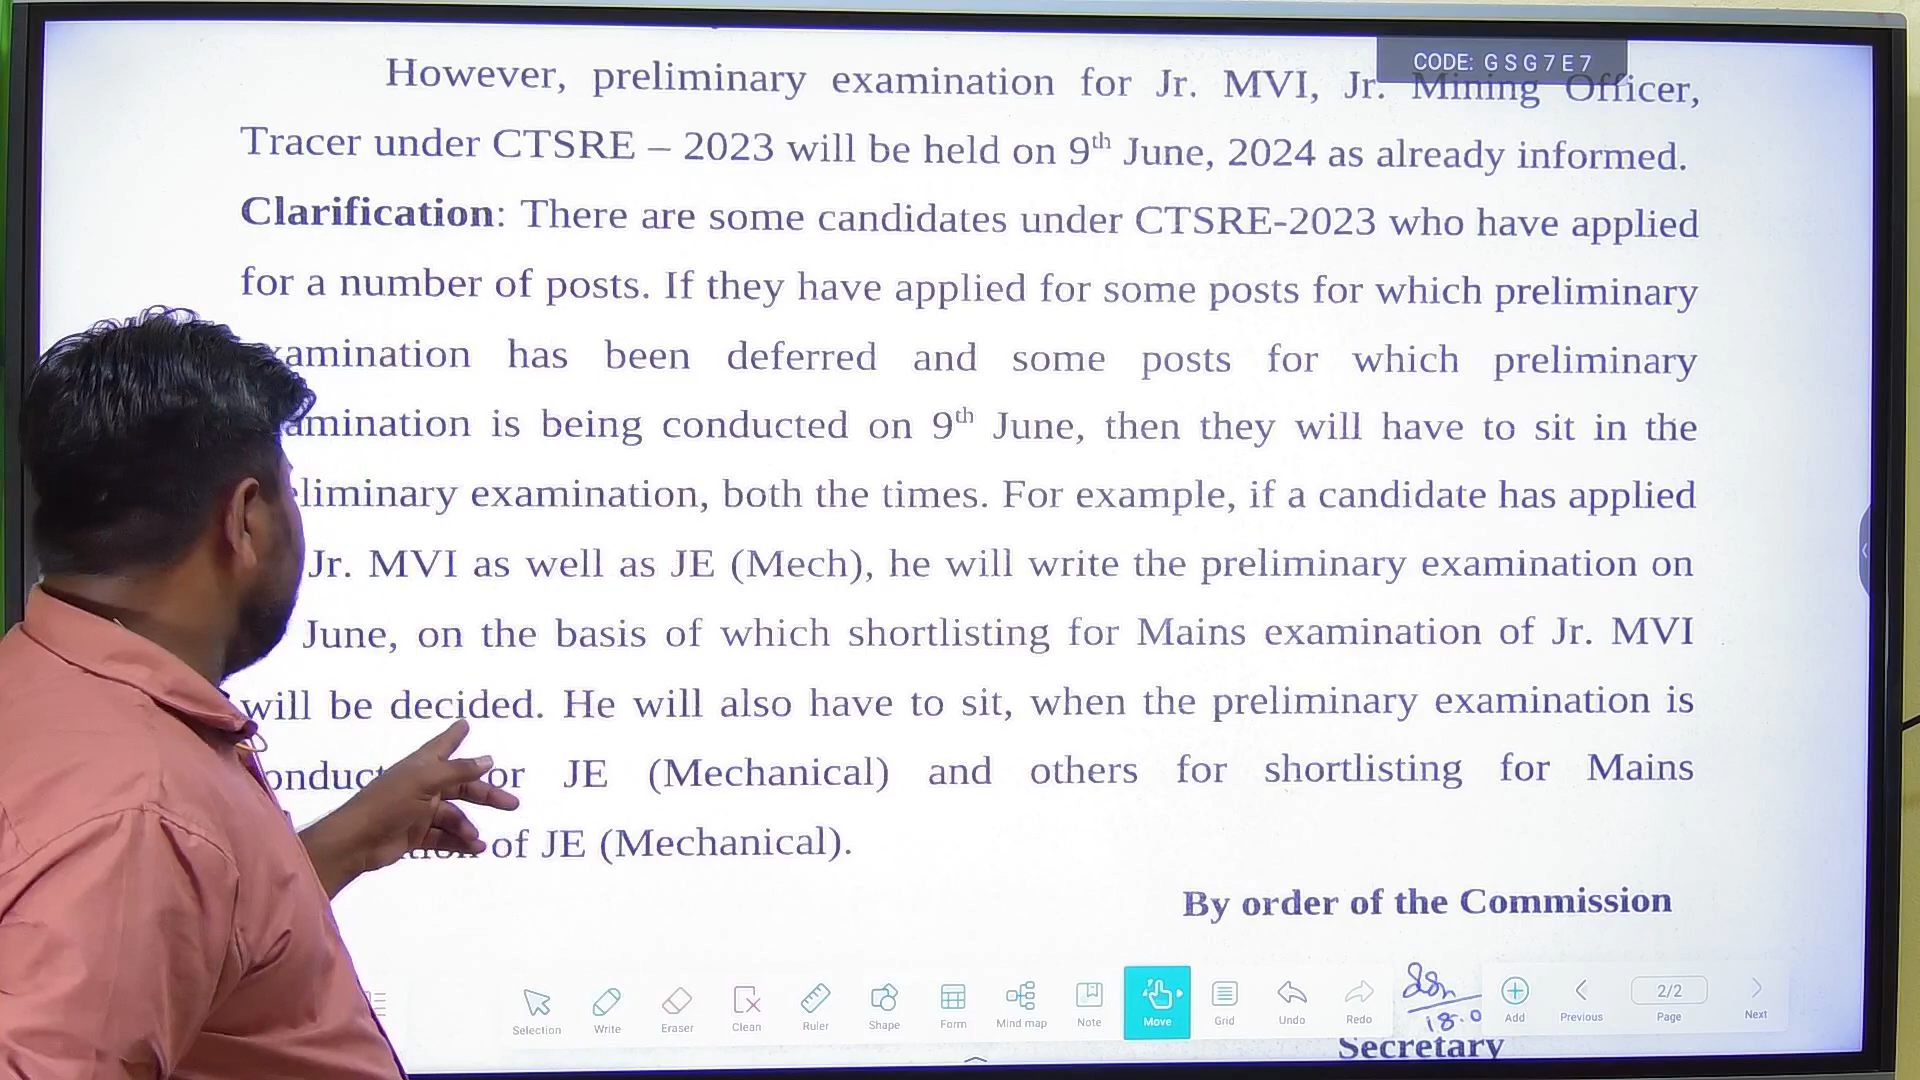 CODE: G S G 7 E 7
However, preliminary examination for Jr. MVI, Jr. Mining Officer,
Tracer under CTSRE – 2023 will be held on 9th June, 2024 as already informed.
Clarification: There are some candidates under CTSRE-2023 who have applied
for a number of posts. If they have applied for some posts for which preliminary
xamination has been deferred and some posts for which preliminary
amination is being conducted on 9th June, then they will have to sit in the
liminary examination, both the times. For example, if a candidate has applied
Jr. MVI as well as JE (Mech), he will write the preliminary examination on
June, on the basis of which shortlisting for Mains examination of Jr. MVI
will be decided. He will also have to sit, when the preliminary examination is
onduct or JE (Mechanical) and others for shortlisting for Mains
of JE (Mechanical).
By order of the Commission
18.0
Secretary
Selection Write Eraser Clean Ruler Shape Form Mind map Note Move Grid Undo Redo Add Previous 2/2 Page Next